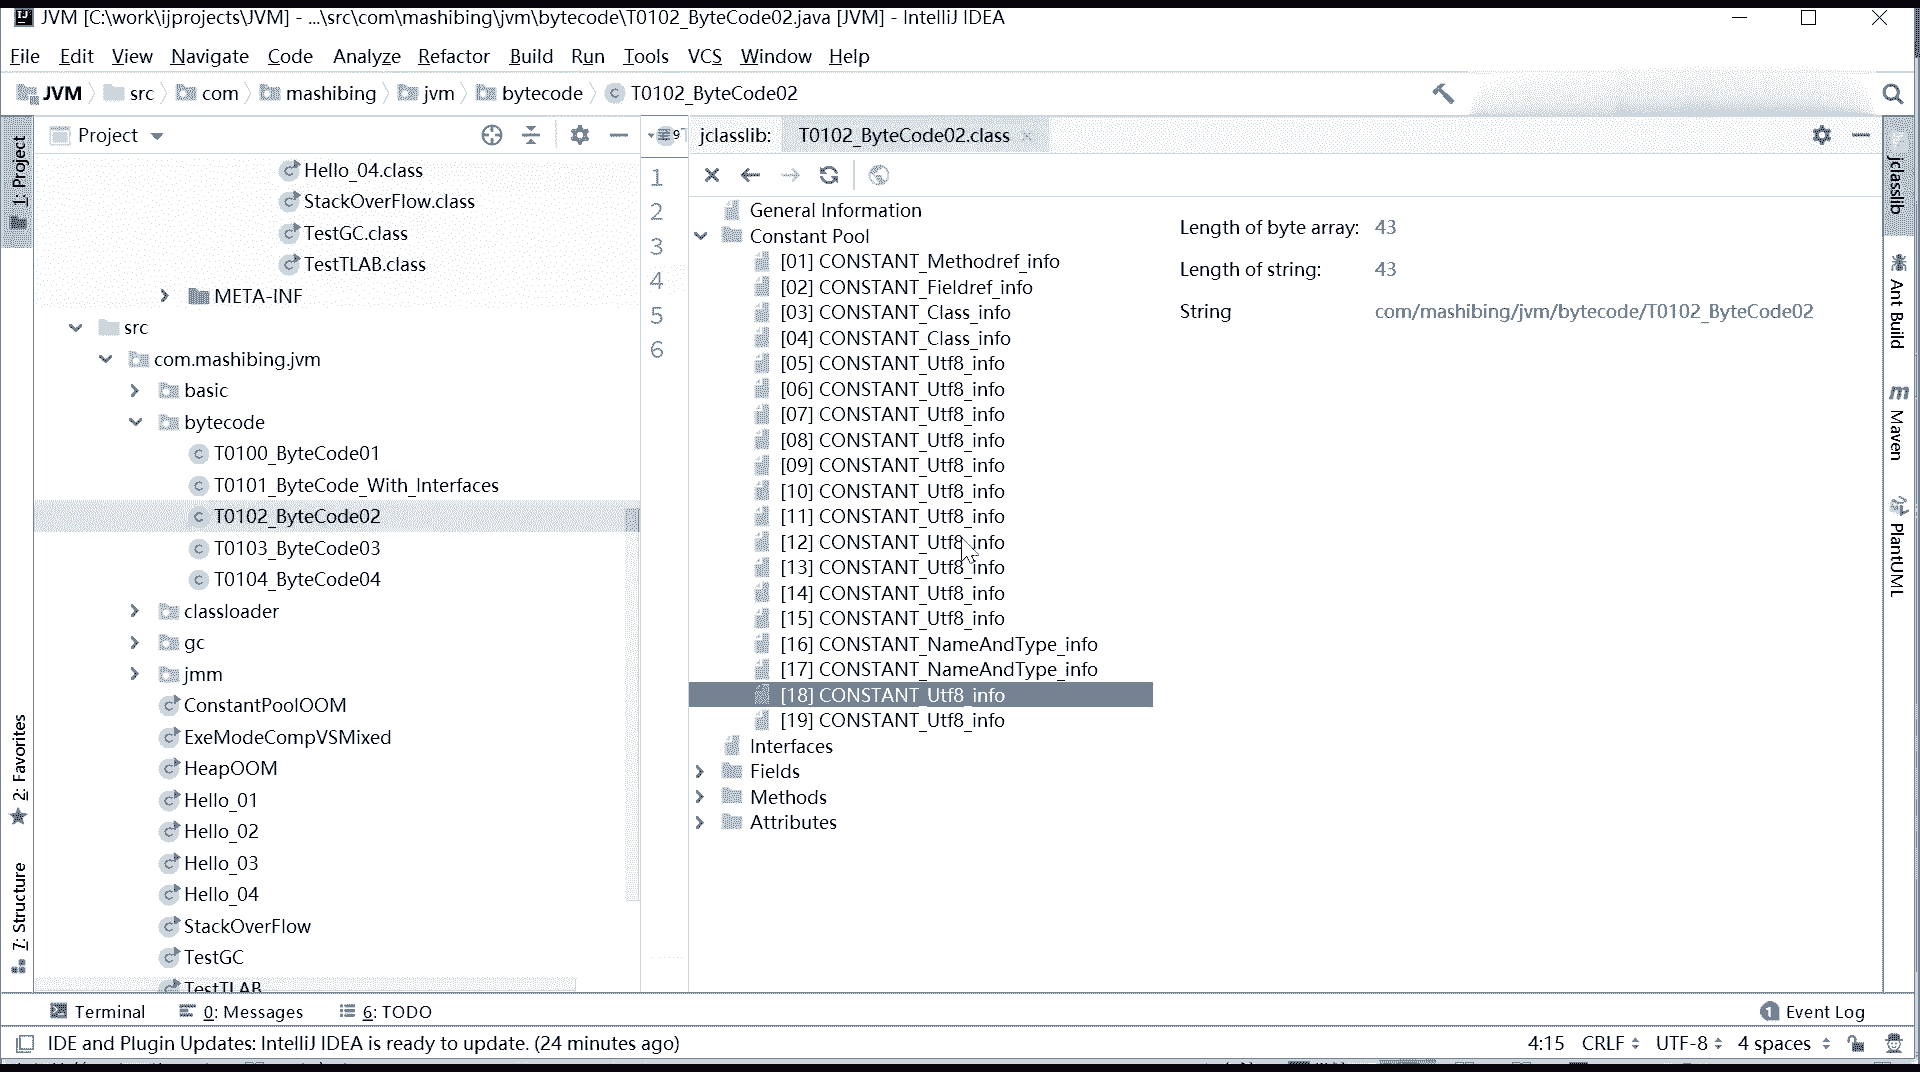 JVM [C:\work\ijprojects\JVM] - ...\src\com\mashibing\jvm\bytecode\T0102_ByteCode02.java [JVM] - IntelliJ IDEA
File Edit View Navigate Code Analyze Refactor Build Run Tools VCS Window Help
JVM src com mashibing jvm bytecode T0102_ByteCode02
1: Project
2: Favorites
7: Structure
Project
Hello_04.class
StackOverFlow.class
TestGC.class
TestTLAB.class
META-INF
src
com.mashibing.jvm
basic
bytecode
T0100_ByteCode01
T0101_ByteCode_With_Interfaces
T0102_ByteCode02
T0103_ByteCode03
T0104_ByteCode04
classloader
gc
jmm
ConstantPoolOOM
ExeModeCompVSMixed
HeapOOM
Hello_01
Hello_02
Hello_03
Hello_04
StackOverFlow
TestGC
TestTLAB
1
2
3
4
5
6
jclasslib: T0102_ByteCode02.class
General Information
Constant Pool
[01] CONSTANT_Methodref_info
[02] CONSTANT_Fieldref_info
[03] CONSTANT_Class_info
[04] CONSTANT_Class_info
[05] CONSTANT_Utf8_info
[06] CONSTANT_Utf8_info
[07] CONSTANT_Utf8_info
[08] CONSTANT_Utf8_info
[09] CONSTANT_Utf8_info
[10] CONSTANT_Utf8_info
[11] CONSTANT_Utf8_info
[12] CONSTANT_Utf8_info
[13] CONSTANT_Utf8_info
[14] CONSTANT_Utf8_info
[15] CONSTANT_Utf8_info
[16] CONSTANT_NameAndType_info
[17] CONSTANT_NameAndType_info
[18] CONSTANT_Utf8_info
[19] CONSTANT_Utf8_info
Interfaces
Fields
Methods
Attributes
Length of byte array: 43
Length of string: 43
String com/mashibing/jvm/bytecode/T0102_ByteCode02
jclasslib
Ant Build
Maven
PlantUML
Terminal 0: Messages 6: TODO 1 Event Log
IDE and Plugin Updates: IntelliJ IDEA is ready to update. (24 minutes ago) 4:15 CRLF UTF-8 4 spaces